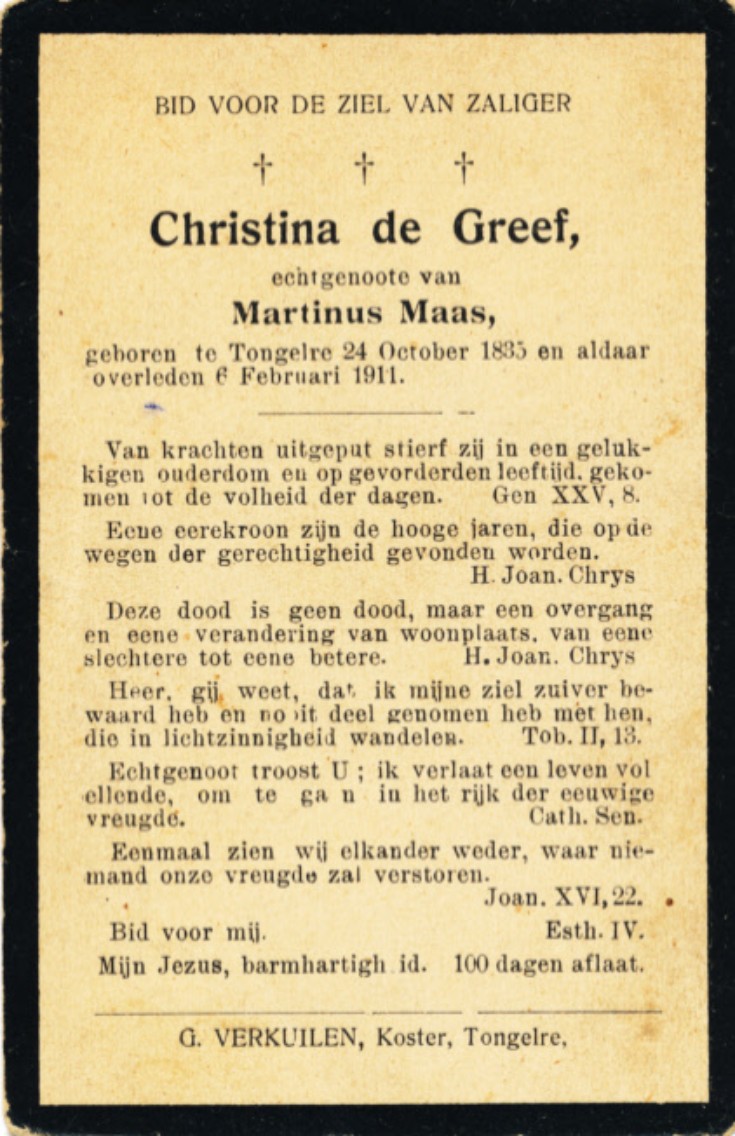 BID VOOR DE ZIEL VAN ZALIGER
† † †
Christina de Greef,
echtgenoote van
Martinus Maas,
geboren te Tongelre 24 October 1835 en aldaar
overleden 6 Februari 1911.
Van krachten uitgeput stierf zij in een geluk-
kigen ouderdom en op gevorderden leeftijd. geko-
men tot de volheid der dagen. Gen XXV, 8.
Eene eerekroon zijn de hooge jaren, die op de
wegen der gerechtigheid gevonden worden.
H. Joan. Chrys
Deze dood is geen dood, maar een overgang
en eene verandering van woonplaats. van eene
slechtere tot eene betere. H. Joan. Chrys
Heer, gij weet, dat ik mijne ziel zuiver be-
waard heb en nooit deel genomen heb met hen,
die in lichtzinnigheid wandelen. Tob. II, 13.
Echtgenoot troost U ; ik verlaat een leven vol
ellende, om te ga n in het rijk der eeuwige
vreugde. Cath. Sen.
Eenmaal zien wij elkander weder, waar nie-
mand onze vreugde zal verstoren.
Joan. XVI, 22.
Bid voor mij. Esth. IV.
Mijn Jezus, barmhartigh id. 100 dagen aflaat.
G. VERKUILEN, Koster, Tongelre.